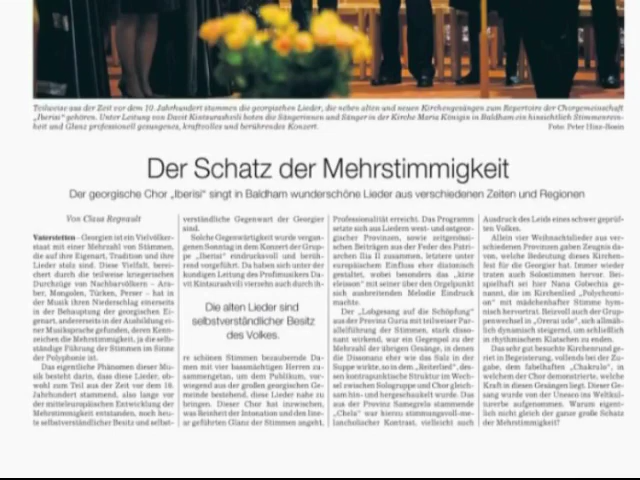 Teilweise aus der Zeit vor dem 10. Jahrhundert stammen die georgischen Lieder, die neben alten und neuen Kirchengesängen zum Repertoire der Chorgemeinschaft
„Iberisi“ gehören. Unter Leitung von Davit Kintsurashvili boten die Sängerinnen und Sänger in der Kirche Maria Königin in Baldham ein hinsichtlich Stimmenrein-
heit und Glanz professionell gesungenes, kraftvolles und berührendes Konzert.
Foto: Peter Hinz-Rosin
Der Schatz der Mehrstimmigkeit
Der georgische Chor „Iberisi“ singt in Baldham wunderschöne Lieder aus verschiedenen Zeiten und Regionen
Von Claus Regnault
Vaterstetten – Georgien ist ein Vielvölker-
staat mit einer Mehrzahl von Stämmen,
die auf ihre Eigenart, Tradition und ihre
Lieder stolz sind. Diese Vielfalt, berei-
chert durch die teilweise kriegerischen
Durchzüge von Nachbarvölkern – Ara-
ber, Mongolen, Türken, Perser – hat in
der Musik ihren Niederschlag einerseits
in der Behauptung der georgischen Eigen-
art, andererseits in der Ausbildung ei-
ner Musiksprache gefunden, deren Kenn-
zeichen die Mehrstimmigkeit, ja die selb-
ständige Führung der Stimmen im Sinne
der Polyphonie ist.
Das eigentliche Phänomen dieser Mu-
sik besteht darin, dass diese Lieder, ob-
wohl zum Teil aus der Zeit vor dem 10.
Jahrhundert stammend, also lange vor
der mitteleuropäischen Entwicklung der
Mehrstimmigkeit entstanden, noch heu-
te selbstverständlicher Besitz und selbst-
verständliche Gegenwart der Georgier
sind.
Solche Gegenwärtigkeit wurde vergan-
genen Sonntag in dem Konzert der Grup-
pe „Iberisi“ eindrucksvoll und berüh-
rend vorgeführt. Da haben sich unter der
kundigen Leitung des Profimusikers Da-
vit Kintsurashvili vierzehn auch durch ih-
Die alten Lieder sind
selbstverständlicher Besitz
des Volkes.
re schönen Stimmen bezaubernde Da-
men mit vier bassmächtigen Herren zu-
sammengetan, um dem Publikum, vor-
wiegend aus der großen georgischen Ge-
meinde bestehend, diese Lieder nahe zu
bringen. Dieser Chor hat inzwischen,
was Reinheit der Intonation und den line-
ar geführten Glanz der Stimmen angeht,
Professionalität erreicht. Das Programm
setzte sich aus Liedern west- und ostgeor-
gischer Provinzen, sowie zeitgenössi-
schen Beiträgen aus der Feder des Patri-
archen Ilia II zusammen, letztere unter
europäischem Einfluss eher diatonisch
gestaltet, wobei besonders das „kirie
eleison“ mit seiner über den Orgelpunkt
sich ausbreitenden Melodie Eindruck
machte.
Der „Lobgesang auf die Schöpfung“
aus der Provinz Guria mit teilweiser Par-
allelführung der Stimmen, stark disso-
nant wirkend, war ein Gegenpol zu der
Mehrzahl der übrigen Gesänge, in denen
die Dissonanz eher wie das Salz in der
Suppe wirkte, so in dem „Reiterlied“, des-
sen kontrapunktische Struktur im Wech-
sel zwischen Sologruppe und Chor gleich-
sam hin- und hergeschaukelt wurde. Das
aus der Provinz Samegrelo stammende
„Chela“ war hierzu stimmungsvoll-me-
lancholischer Kontrast, vielleicht auch
Ausdruck des Leids eines schwer geprüf-
ten Volkes.
Allein vier Weihnachtslieder aus ver-
schiedenen Provinzen gaben Zeugnis da-
von, welche Bedeutung dieses Kirchen-
fest für die Georgier hat. Immer wieder
traten auch Solostimmen hervor. Bei-
spielhaft sei hier Nana Gobechia ge-
nannt, die im Kirchenlied „Polychroni-
on“ mit mädchenhafter Stimme hym-
nisch hervortrat. Reizvoll auch der Grup-
penwechsel in „Orerai ade“, sich allmäh-
lich dynamisch steigernd, um schließlich
in rhythmischem Klatschen zu enden.
Das sehr gut besuchte Kirchenrund ge-
riet in Begeisterung, vollends bei der Zu-
gabe, dem fabelhaften „Chakrulo“, in
welchem der Chor demonstrierte, welche
Kraft in diesen Gesängen liegt. Dieser Ge-
sang wurde von der Unesco ins Weltkul-
turerbe aufgenommen. Warum eigent-
lich nicht gleich der ganze große Schatz
der Mehrstimmigkeit?